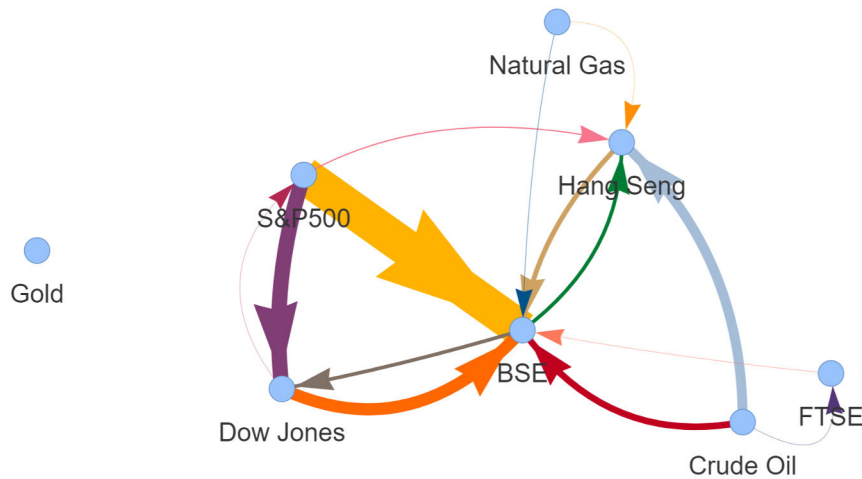 Natural Gas
Hang Seng
S&P500
Gold
BSE
FTSE
Dow Jones
Crude Oil